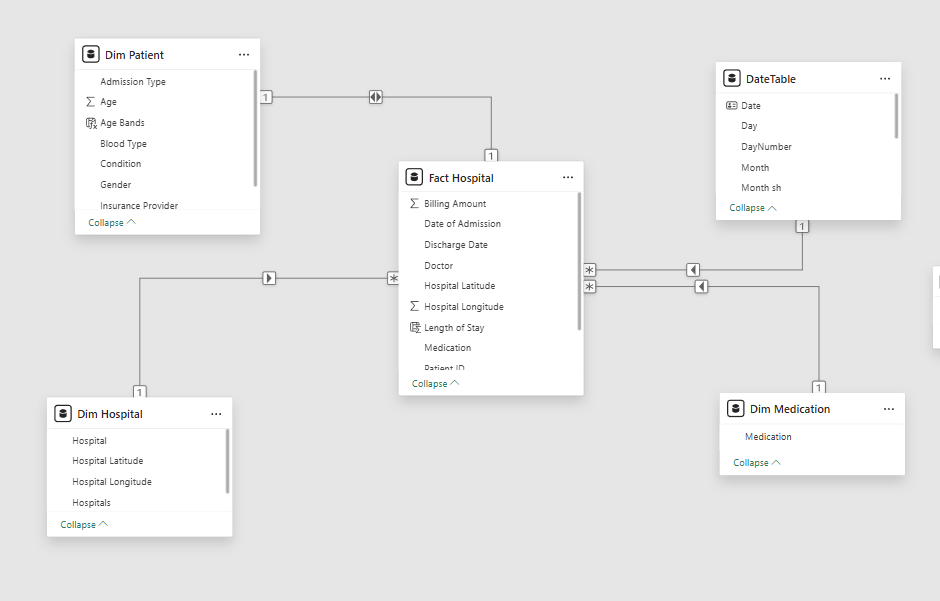 Dim Patient
Admission Type
Age
Age Bands
Blood Type
Condition
Gender
Insurance Provider
Collapse
1
1
Fact Hospital
Billing Amount
Date of Admission
Discharge Date
Doctor
Hospital Latitude
Hospital Longitude
Length of Stay
Medication
Patient ID
Collapse
*
*
*
DateTable
Date
Day
DayNumber
Month
Month sh
Collapse
1
1
Dim Hospital
Hospital
Hospital Latitude
Hospital Longitude
Hospitals
Collapse
1
Dim Medication
Medication
Collapse